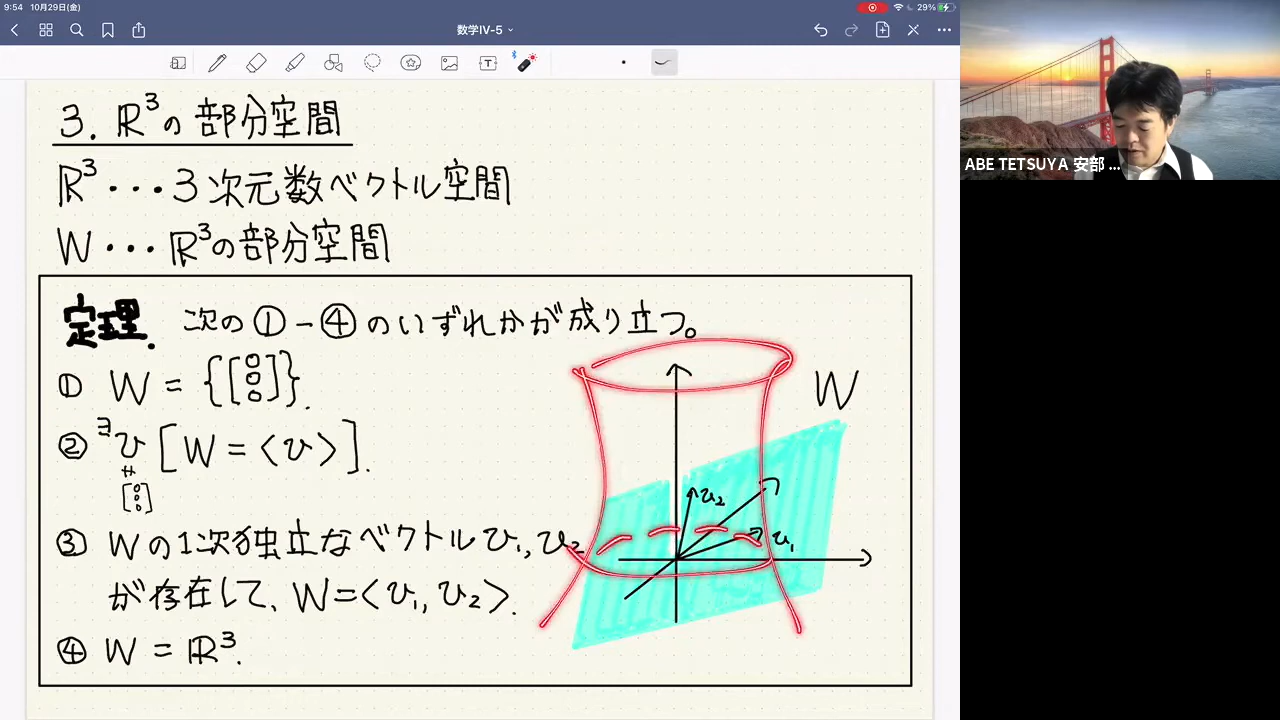 9:54 10月29日(金)
29%
数学IV-5
ABE TETSUYA 安部 ...
3. ℝ³の部分空間
ℝ³・・・3次元数ベクトル空間
W・・・ℝ³の部分空間
定理. 次の①-④のいずれかが成り立つ。
① W = {[0 0 0]}.
② ∃v [W = <v>].
≠
[0 0 0]
③ Wの1次独立なベクトルv₁, v₂
が存在して、W=<v₁, v₂>.
④ W = ℝ³.
W
v₂
v₁